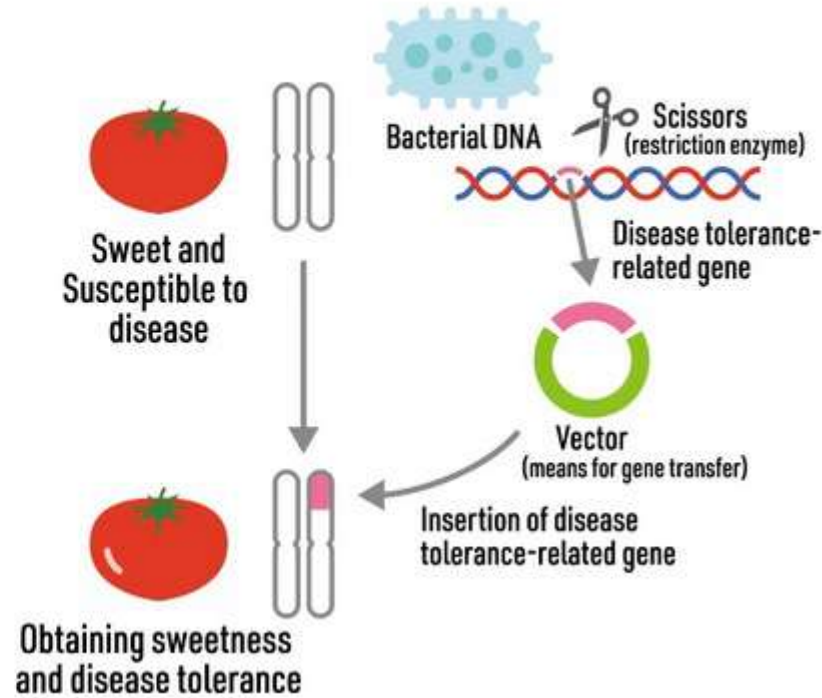 Bacterial DNA
Scissors
(restriction enzyme)
Sweet and
Susceptible to
disease
Disease tolerance-
related gene
Vector
(means for gene transfer)
Insertion of disease
tolerance-related gene
Obtaining sweetness
and disease tolerance